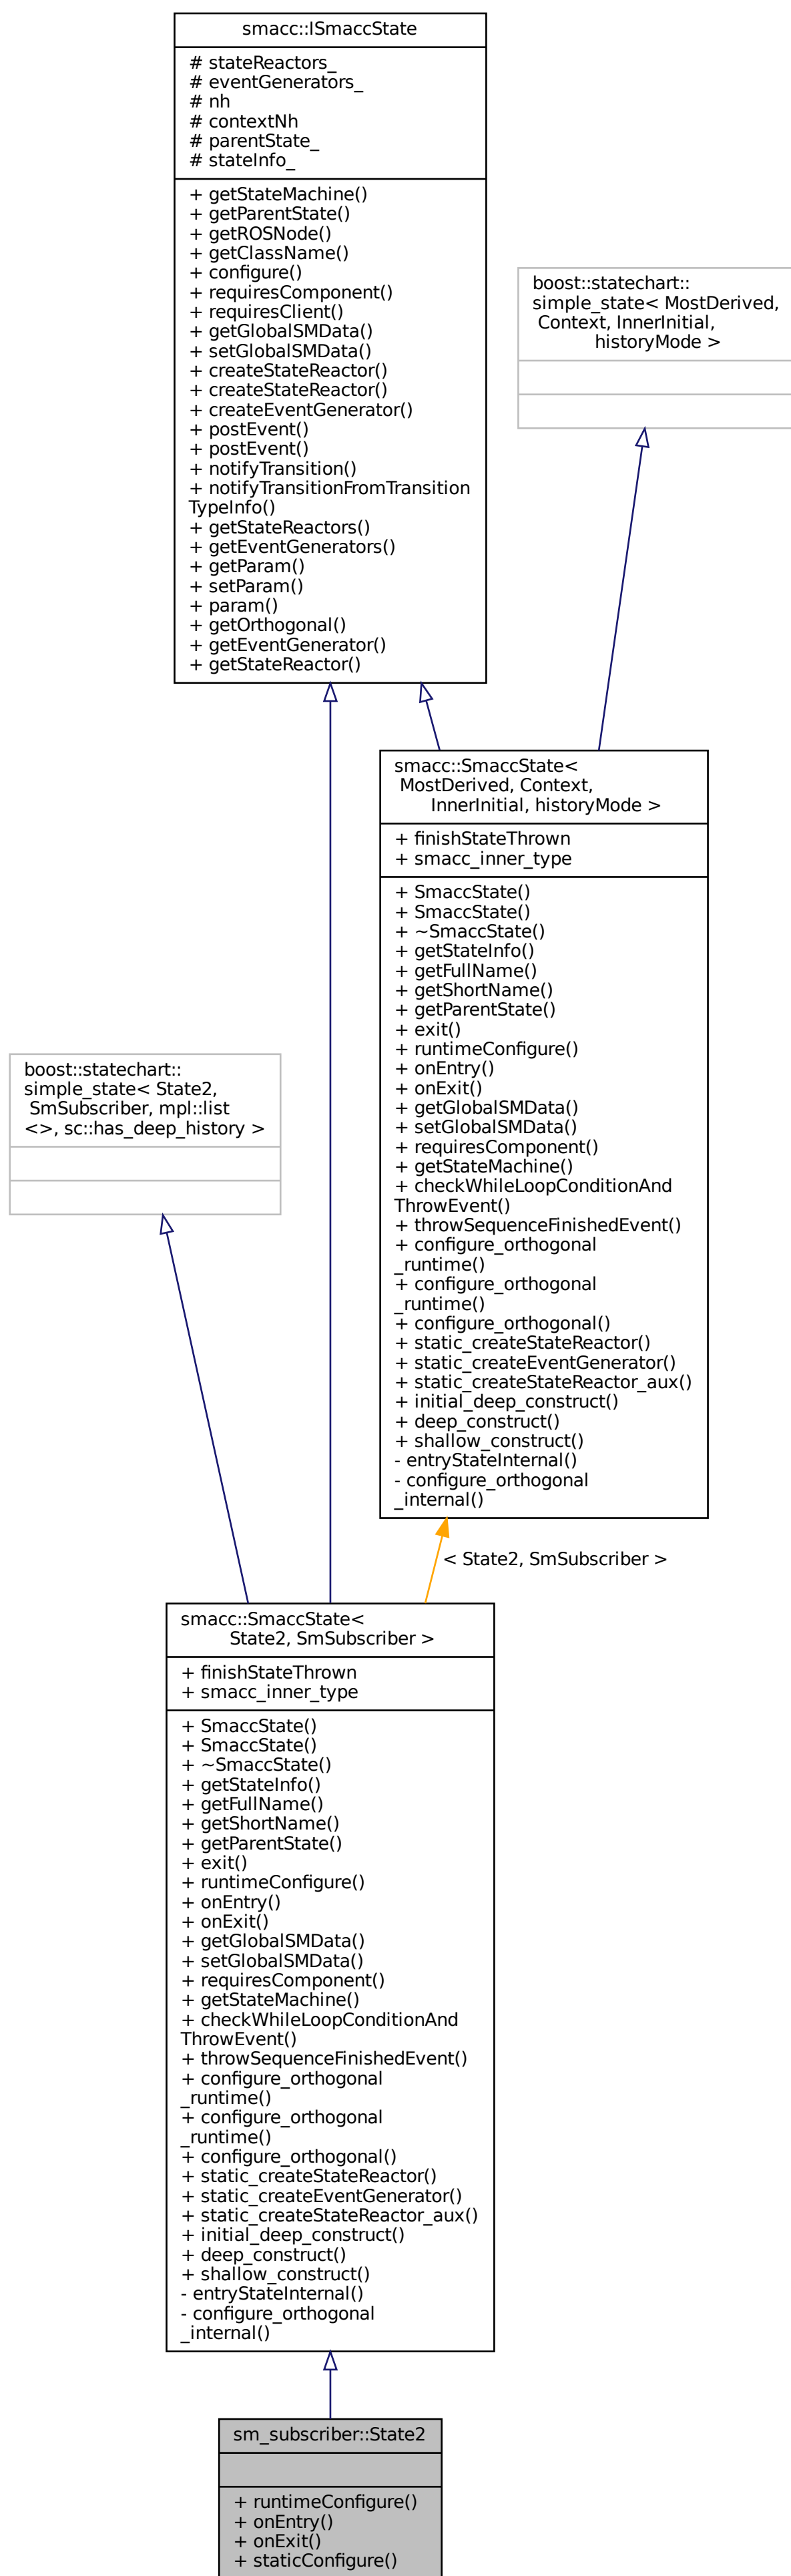 smacc::ISmaccState
# stateReactors_
# eventGenerators_
# nh
# contextNh
# parentState_
# stateInfo_
+ getStateMachine()
+ getParentState()
+ getROSNode()
+ getClassName()
+ configure()
+ requiresComponent()
+ requiresClient()
+ getGlobalSMData()
+ setGlobalSMData()
+ createStateReactor()
+ createStateReactor()
+ createEventGenerator()
+ postEvent()
+ postEvent()
+ notifyTransition()
+ notifyTransitionFromTransition
TypeInfo()
+ getStateReactors()
+ getEventGenerators()
+ getParam()
+ setParam()
+ param()
+ getOrthogonal()
+ getEventGenerator()
+ getStateReactor()
boost::statechart::
simple_state< MostDerived,
Context, InnerInitial,
historyMode >
smacc::SmaccState<
MostDerived, Context,
InnerInitial, historyMode >
+ finishStateThrown
+ smacc_inner_type
+ SmaccState()
+ SmaccState()
+ ~SmaccState()
+ getStateInfo()
+ getFullName()
+ getShortName()
+ getParentState()
+ exit()
+ runtimeConfigure()
+ onEntry()
+ onExit()
+ getGlobalSMData()
+ setGlobalSMData()
+ requiresComponent()
+ getStateMachine()
+ checkWhileLoopConditionAnd
ThrowEvent()
+ throwSequenceFinishedEvent()
+ configure_orthogonal
_runtime()
+ configure_orthogonal
_runtime()
+ configure_orthogonal()
+ static_createStateReactor()
+ static_createEventGenerator()
+ static_createStateReactor_aux()
+ initial_deep_construct()
+ deep_construct()
+ shallow_construct()
- entryStateInternal()
- configure_orthogonal
_internal()
boost::statechart::
simple_state< State2,
SmSubscriber, mpl::list
<>, sc::has_deep_history >
< State2, SmSubscriber >
smacc::SmaccState<
State2, SmSubscriber >
+ finishStateThrown
+ smacc_inner_type
+ SmaccState()
+ SmaccState()
+ ~SmaccState()
+ getStateInfo()
+ getFullName()
+ getShortName()
+ getParentState()
+ exit()
+ runtimeConfigure()
+ onEntry()
+ onExit()
+ getGlobalSMData()
+ setGlobalSMData()
+ requiresComponent()
+ getStateMachine()
+ checkWhileLoopConditionAnd
ThrowEvent()
+ throwSequenceFinishedEvent()
+ configure_orthogonal
_runtime()
+ configure_orthogonal
_runtime()
+ configure_orthogonal()
+ static_createStateReactor()
+ static_createEventGenerator()
+ static_createStateReactor_aux()
+ initial_deep_construct()
+ deep_construct()
+ shallow_construct()
- entryStateInternal()
- configure_orthogonal
_internal()
sm_subscriber::State2
+ runtimeConfigure()
+ onEntry()
+ onExit()
+ staticConfigure()